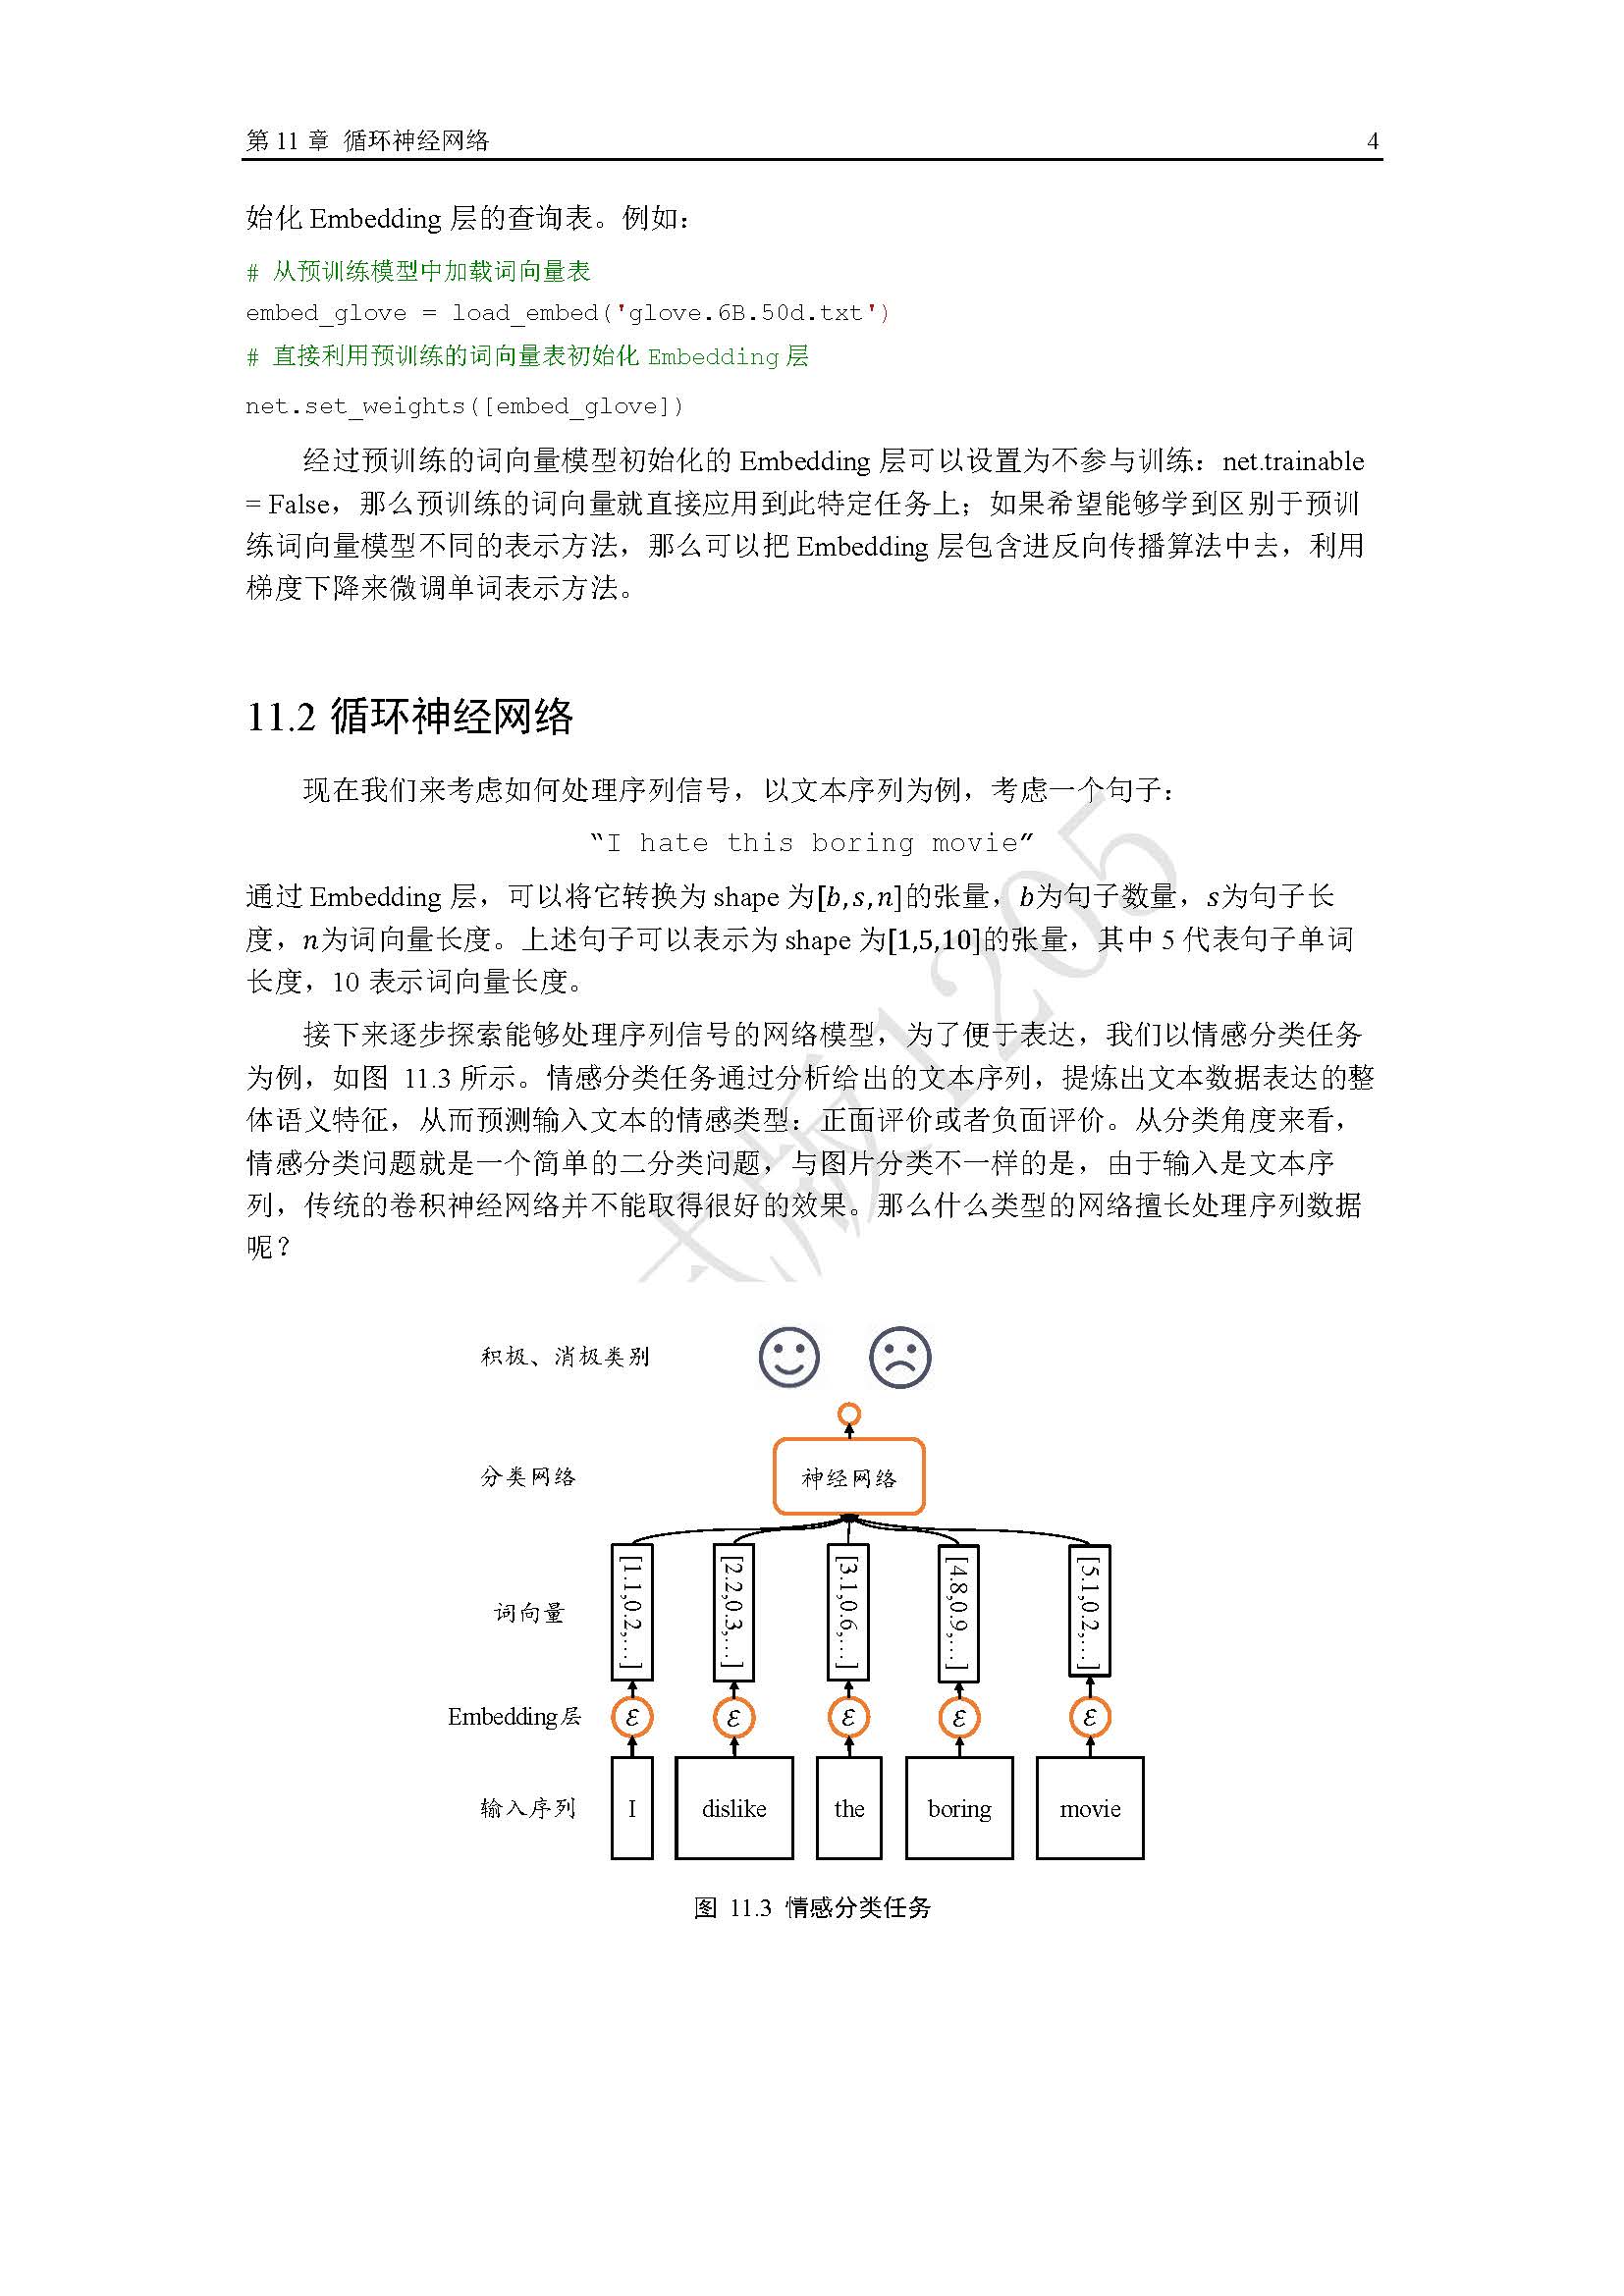 第 11 章 循环神经网络 4
始化 Embedding 层的查询表。例如：
# 从预训练模型中加载词向量表
embed_glove = load_embed('glove.6B.50d.txt')
# 直接利用预训练的词向量表初始化 Embedding 层
net.set_weights([embed_glove])
经过预训练的词向量模型初始化的 Embedding 层可以设置为不参与训练：net.trainable
= False，那么预训练的词向量就直接应用到此特定任务上；如果希望能够学到区别于预训
练词向量模型不同的表示方法，那么可以把 Embedding 层包含进反向传播算法中去，利用
梯度下降来微调单词表示方法。
11.2 循环神经网络
现在我们来考虑如何处理序列信号，以文本序列为例，考虑一个句子：
“I hate this boring movie”
通过 Embedding 层，可以将它转换为 shape 为[b,s,n]的张量，b为句子数量，s为句子长
度，n为词向量长度。上述句子可以表示为 shape 为[1,5,10]的张量，其中 5 代表句子单词
长度，10 表示词向量长度。
接下来逐步探索能够处理序列信号的网络模型，为了便于表达，我们以情感分类任务
为例，如图 11.3 所示。情感分类任务通过分析给出的文本序列，提炼出文本数据表达的整
体语义特征，从而预测输入文本的情感类型：正面评价或者负面评价。从分类角度来看，
情感分类问题就是一个简单的二分类问题，与图片分类不一样的是，由于输入是文本序
列，传统的卷积神经网络并不能取得很好的效果。那么什么类型的网络擅长处理序列数据
呢？
积极、消极类别
分类网络 神经网络
词向量 [1.1,0.2,…] [2.2,0.3,…] [3.1,0.6,…] [4.8,0.9,…] [5.1,0.2,…]
Embedding层 ε ε ε ε ε
输入序列 I dislike the boring movie
图 11.3 情感分类任务
式版1205